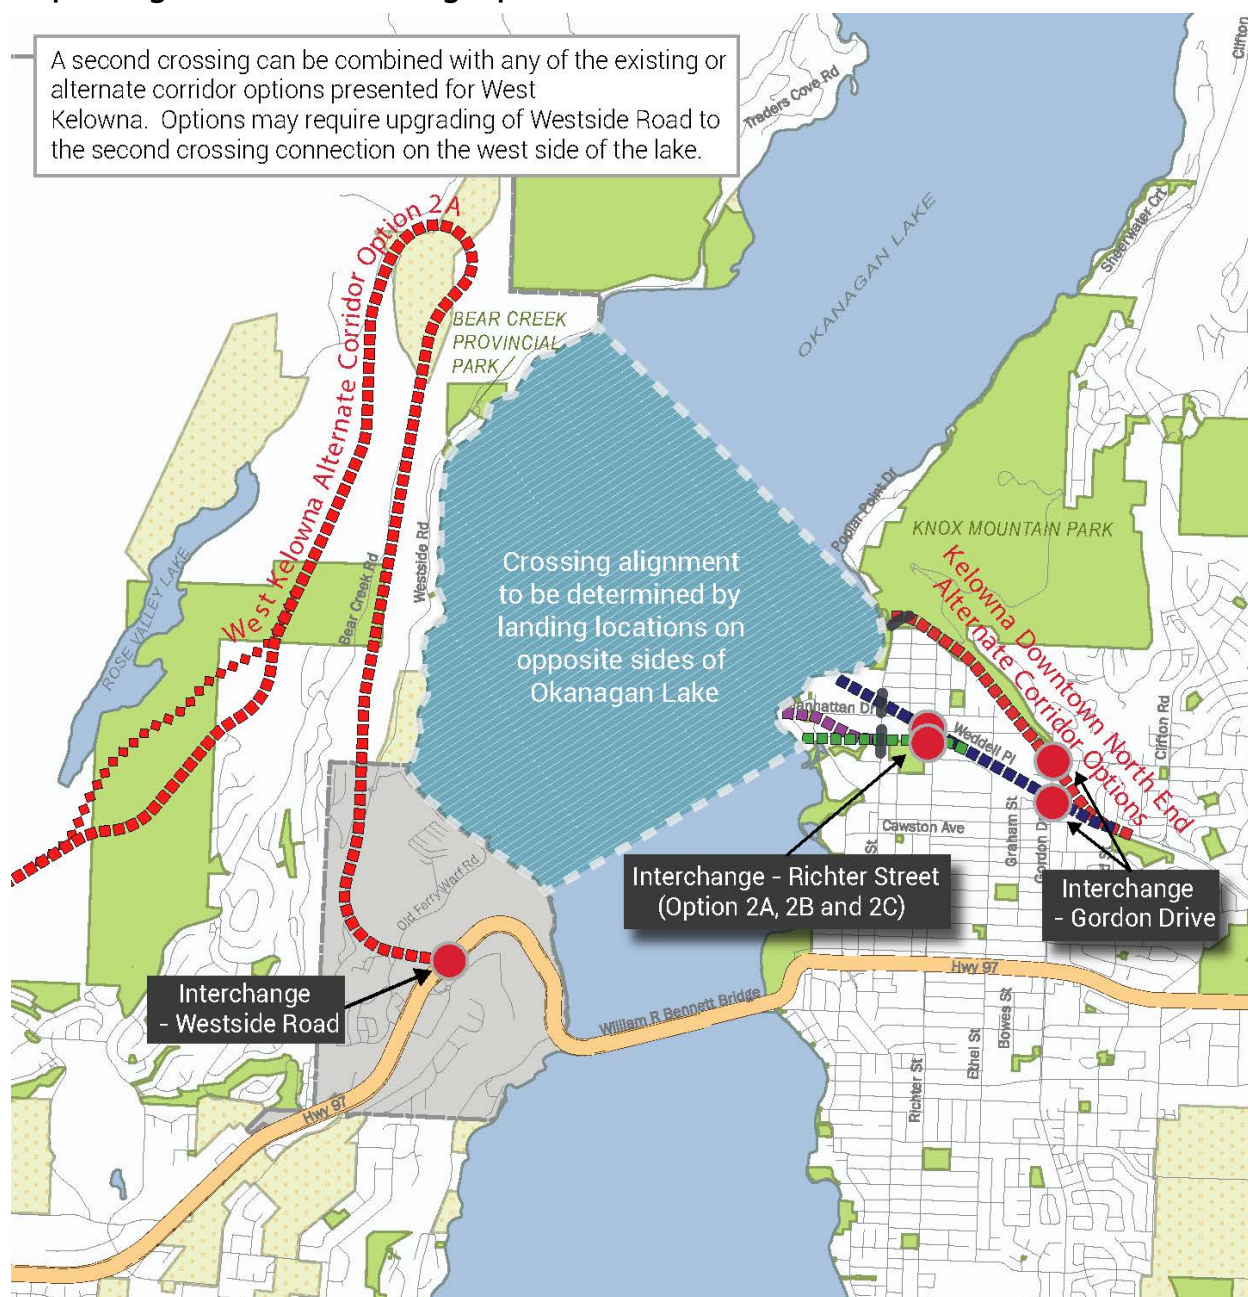 A second crossing can be combined with any of the existing or
alternate corridor options presented for West
Kelowna. Options may require upgrading of Westside Road to
the second crossing connection on the west side of the lake.
Clifton
Traders Cove Rd
Sheerwater Crt
OKANAGAN LAKE
West Kelowna Alternate Corridor Option 2A
BEAR CREEK
PROVINCIAL
PARK
Poplar Point Dr
KNOX MOUNTAIN PARK
Westside Rd
Bear Creek Rd
ROSE VALLEY LAKE
Crossing alignment
to be determined by
landing locations on
opposite sides of
Okanagan Lake
Kelowna Downtown North End
Alternate Corridor Options
anhattan Dr
Weddell Pl
Clifton Rd
Cawston Ave
Graham St
Gordon D
St
d St
Interchange - Richter Street
(Option 2A, 2B and 2C)
Interchange
- Gordon Drive
Old Ferry Warf Rd
Interchange
- Westside Road
Hwy 97
William R Bennett Bridge
Bowes St
Ethel St
Richter St
Hwy 97